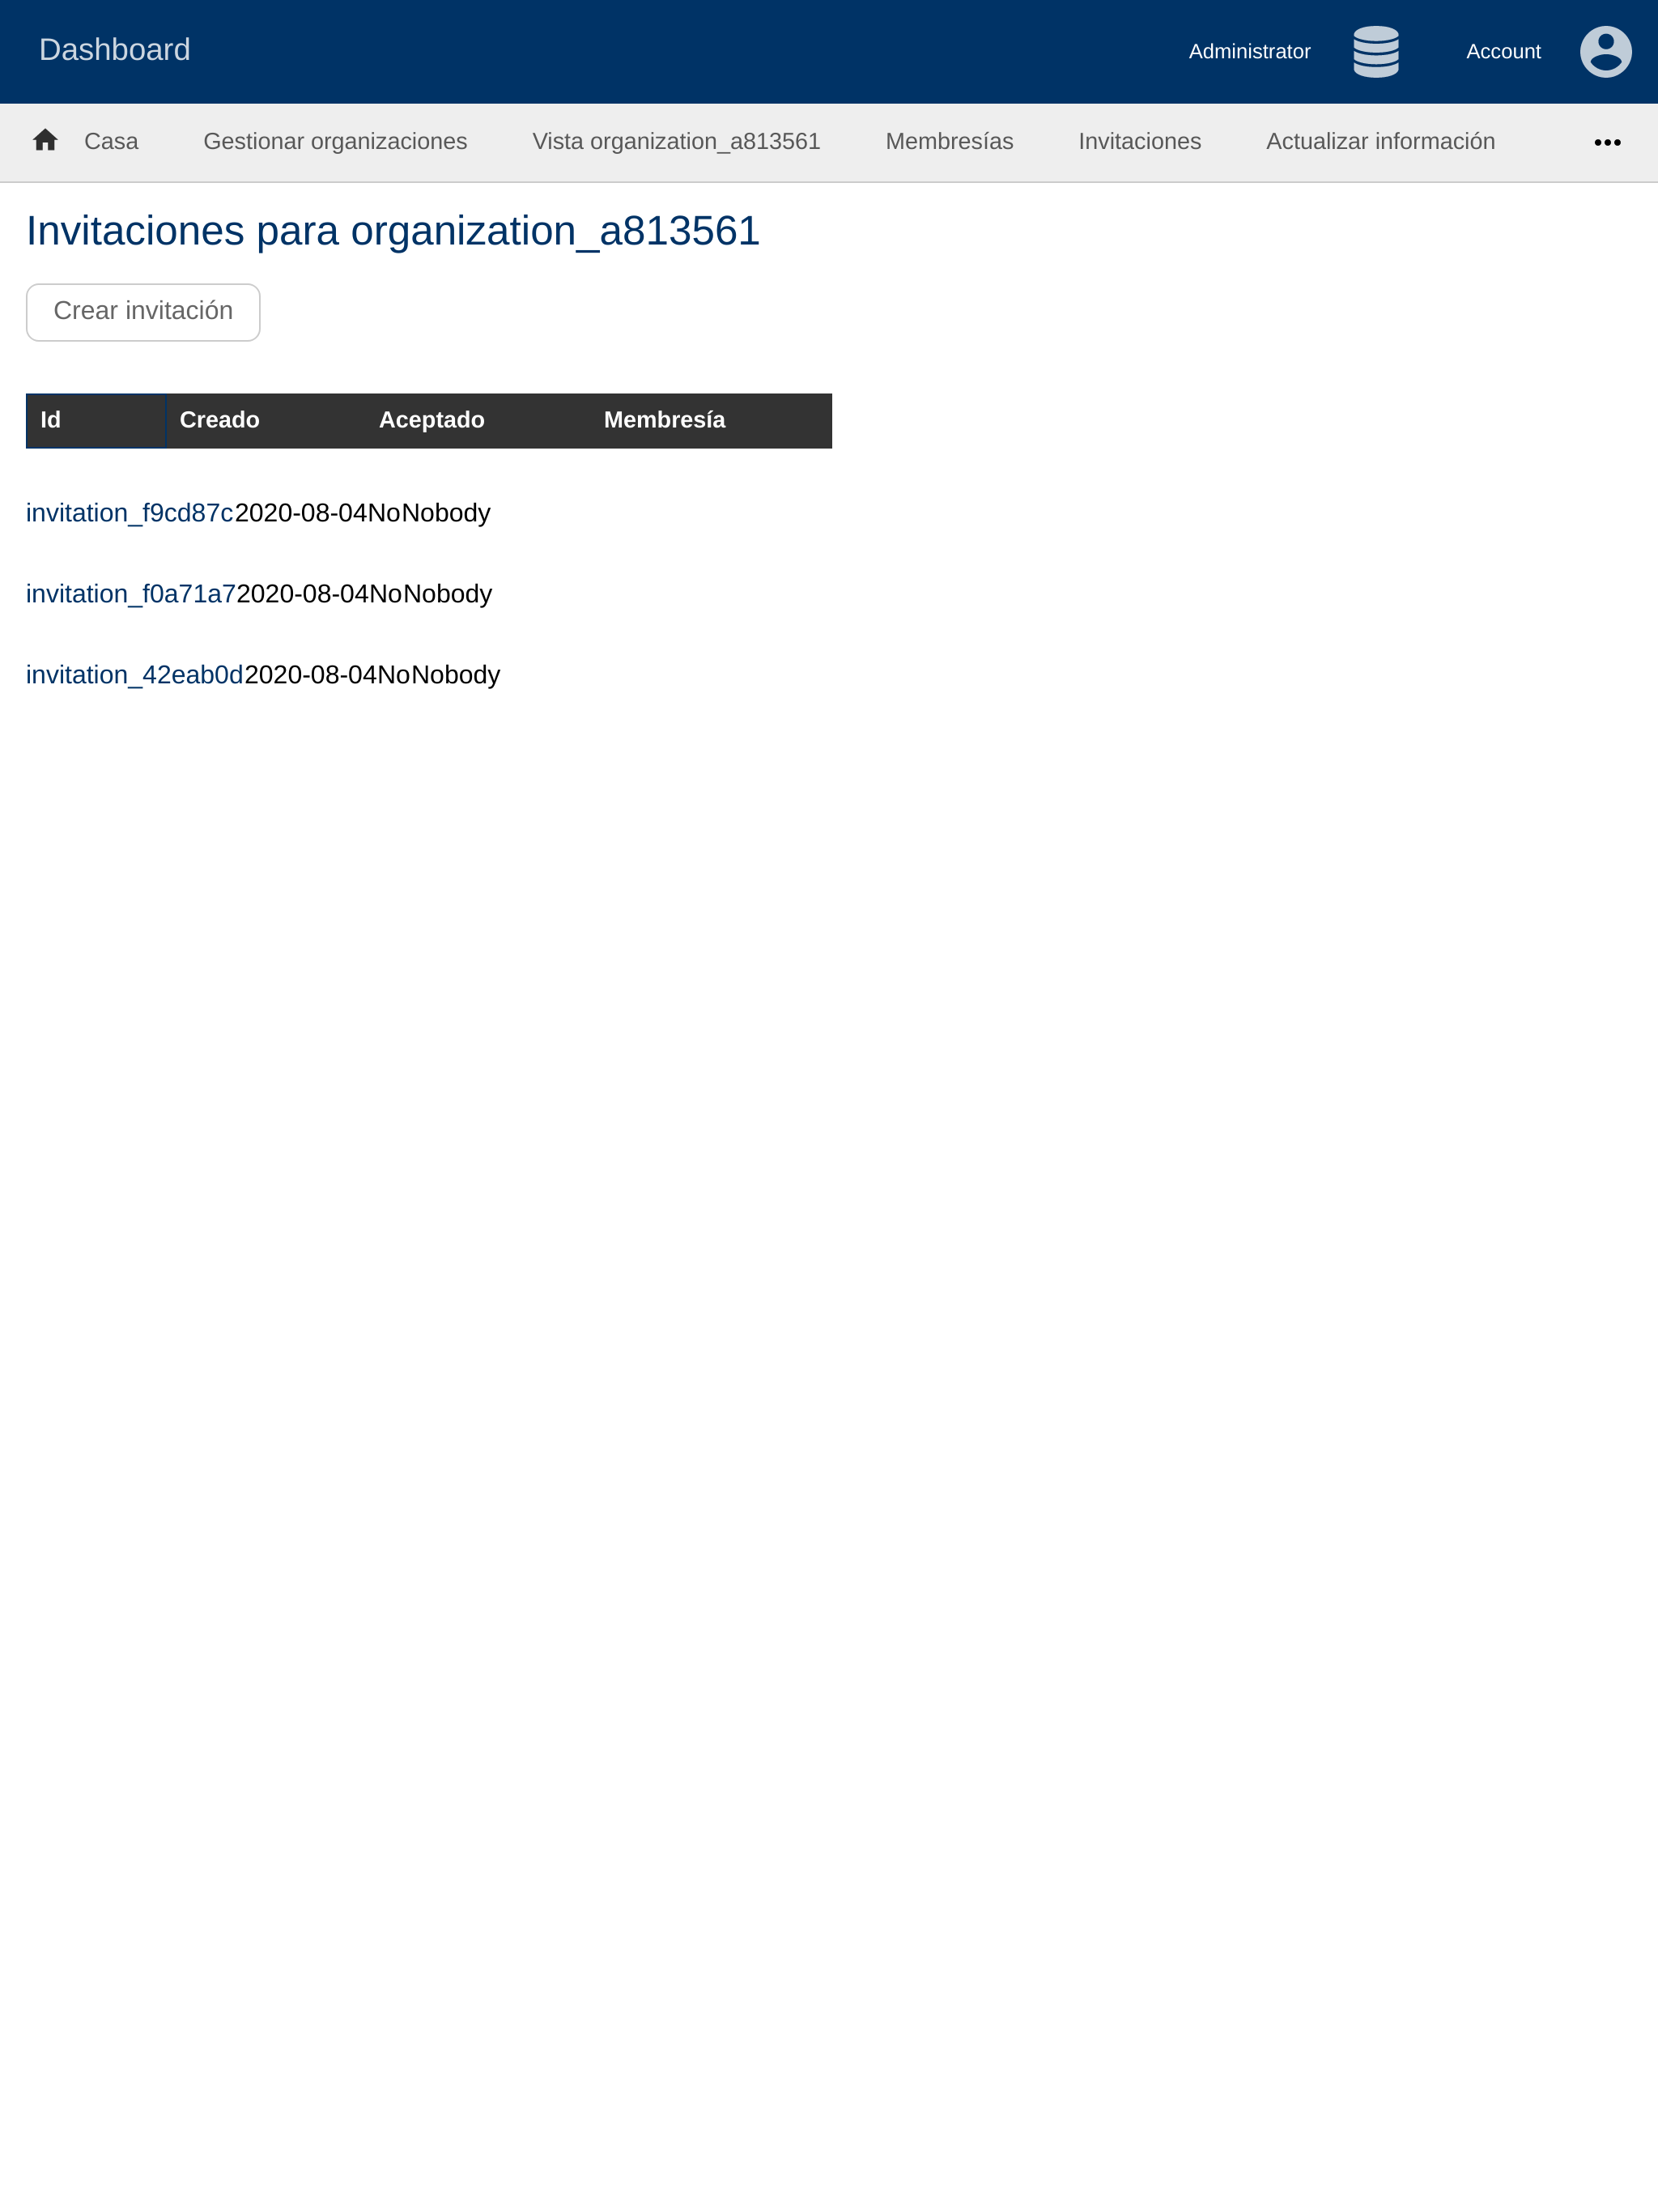 Dashboard Administrator Account
Casa Gestionar organizaciones Vista organization_a813561 Membresías Invitaciones Actualizar información
Invitaciones para organization_a813561
Crear invitación
Id Creado Aceptado Membresía
invitation_f9cd87c2020-08-04NoNobody
invitation_f0a71a72020-08-04NoNobody
invitation_42eab0d2020-08-04NoNobody